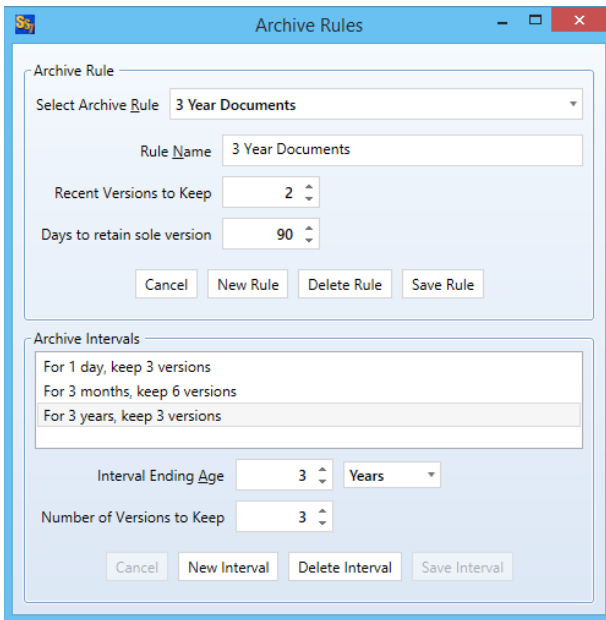 Archive Rules
Archive Rule
Select Archive Rule 3 Year Documents
Rule Name 3 Year Documents
Recent Versions to Keep 2
Days to retain sole version 90
Cancel New Rule Delete Rule Save Rule
Archive Intervals
For 1 day, keep 3 versions
For 3 months, keep 6 versions
For 3 years, keep 3 versions
Interval Ending Age 3 Years
Number of Versions to Keep 3
Cancel New Interval Delete Interval Save Interval